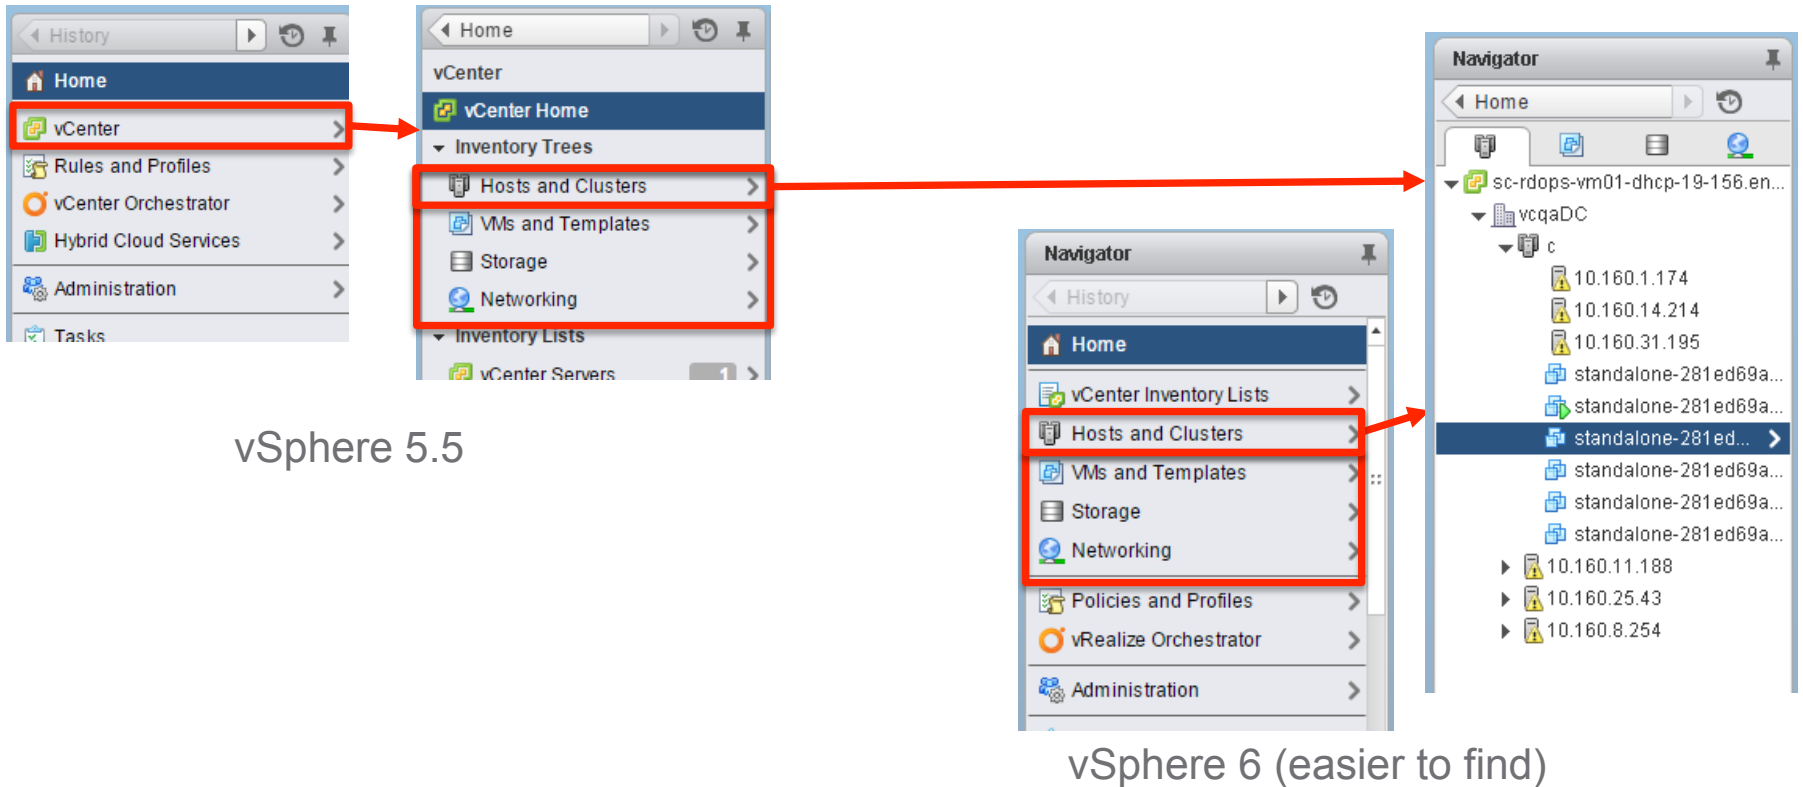 History
Home
vCenter
Rules and Profiles
vCenter Orchestrator
Hybrid Cloud Services
Administration
Tasks
Home
vCenter
vCenter Home
Inventory Trees
Hosts and Clusters
VMs and Templates
Storage
Networking
Inventory Lists
vCenter Servers 1
vSphere 5.5
Navigator
History
Home
vCenter Inventory Lists
Hosts and Clusters
VMs and Templates
Storage
Networking
Policies and Profiles
vRealize Orchestrator
Administration
vSphere 6 (easier to find)
Navigator
Home
sc-rdops-vm01-dhcp-19-156.en...
vcqaDC
c
10.160.1.174
10.160.14.214
10.160.31.195
standalone-281ed69a...
standalone-281ed69a...
standalone-281ed...
standalone-281ed69a...
standalone-281ed69a...
standalone-281ed69a...
10.160.11.188
10.160.25.43
10.160.8.254